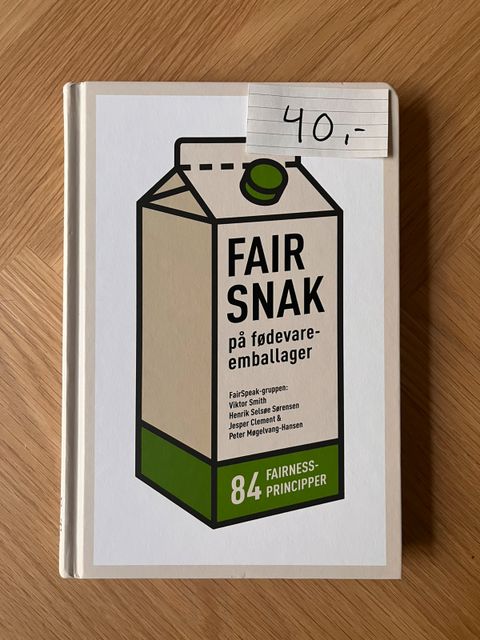 40,-
FAIR
SNAK
på fødevare-
emballager
FairSpeak-gruppen:
Viktor Smith
Henrik Selsøe Sørensen
Jesper Clement &
Peter Møgelvang-Hansen
84 FAIRNESS-
PRINCIPPER